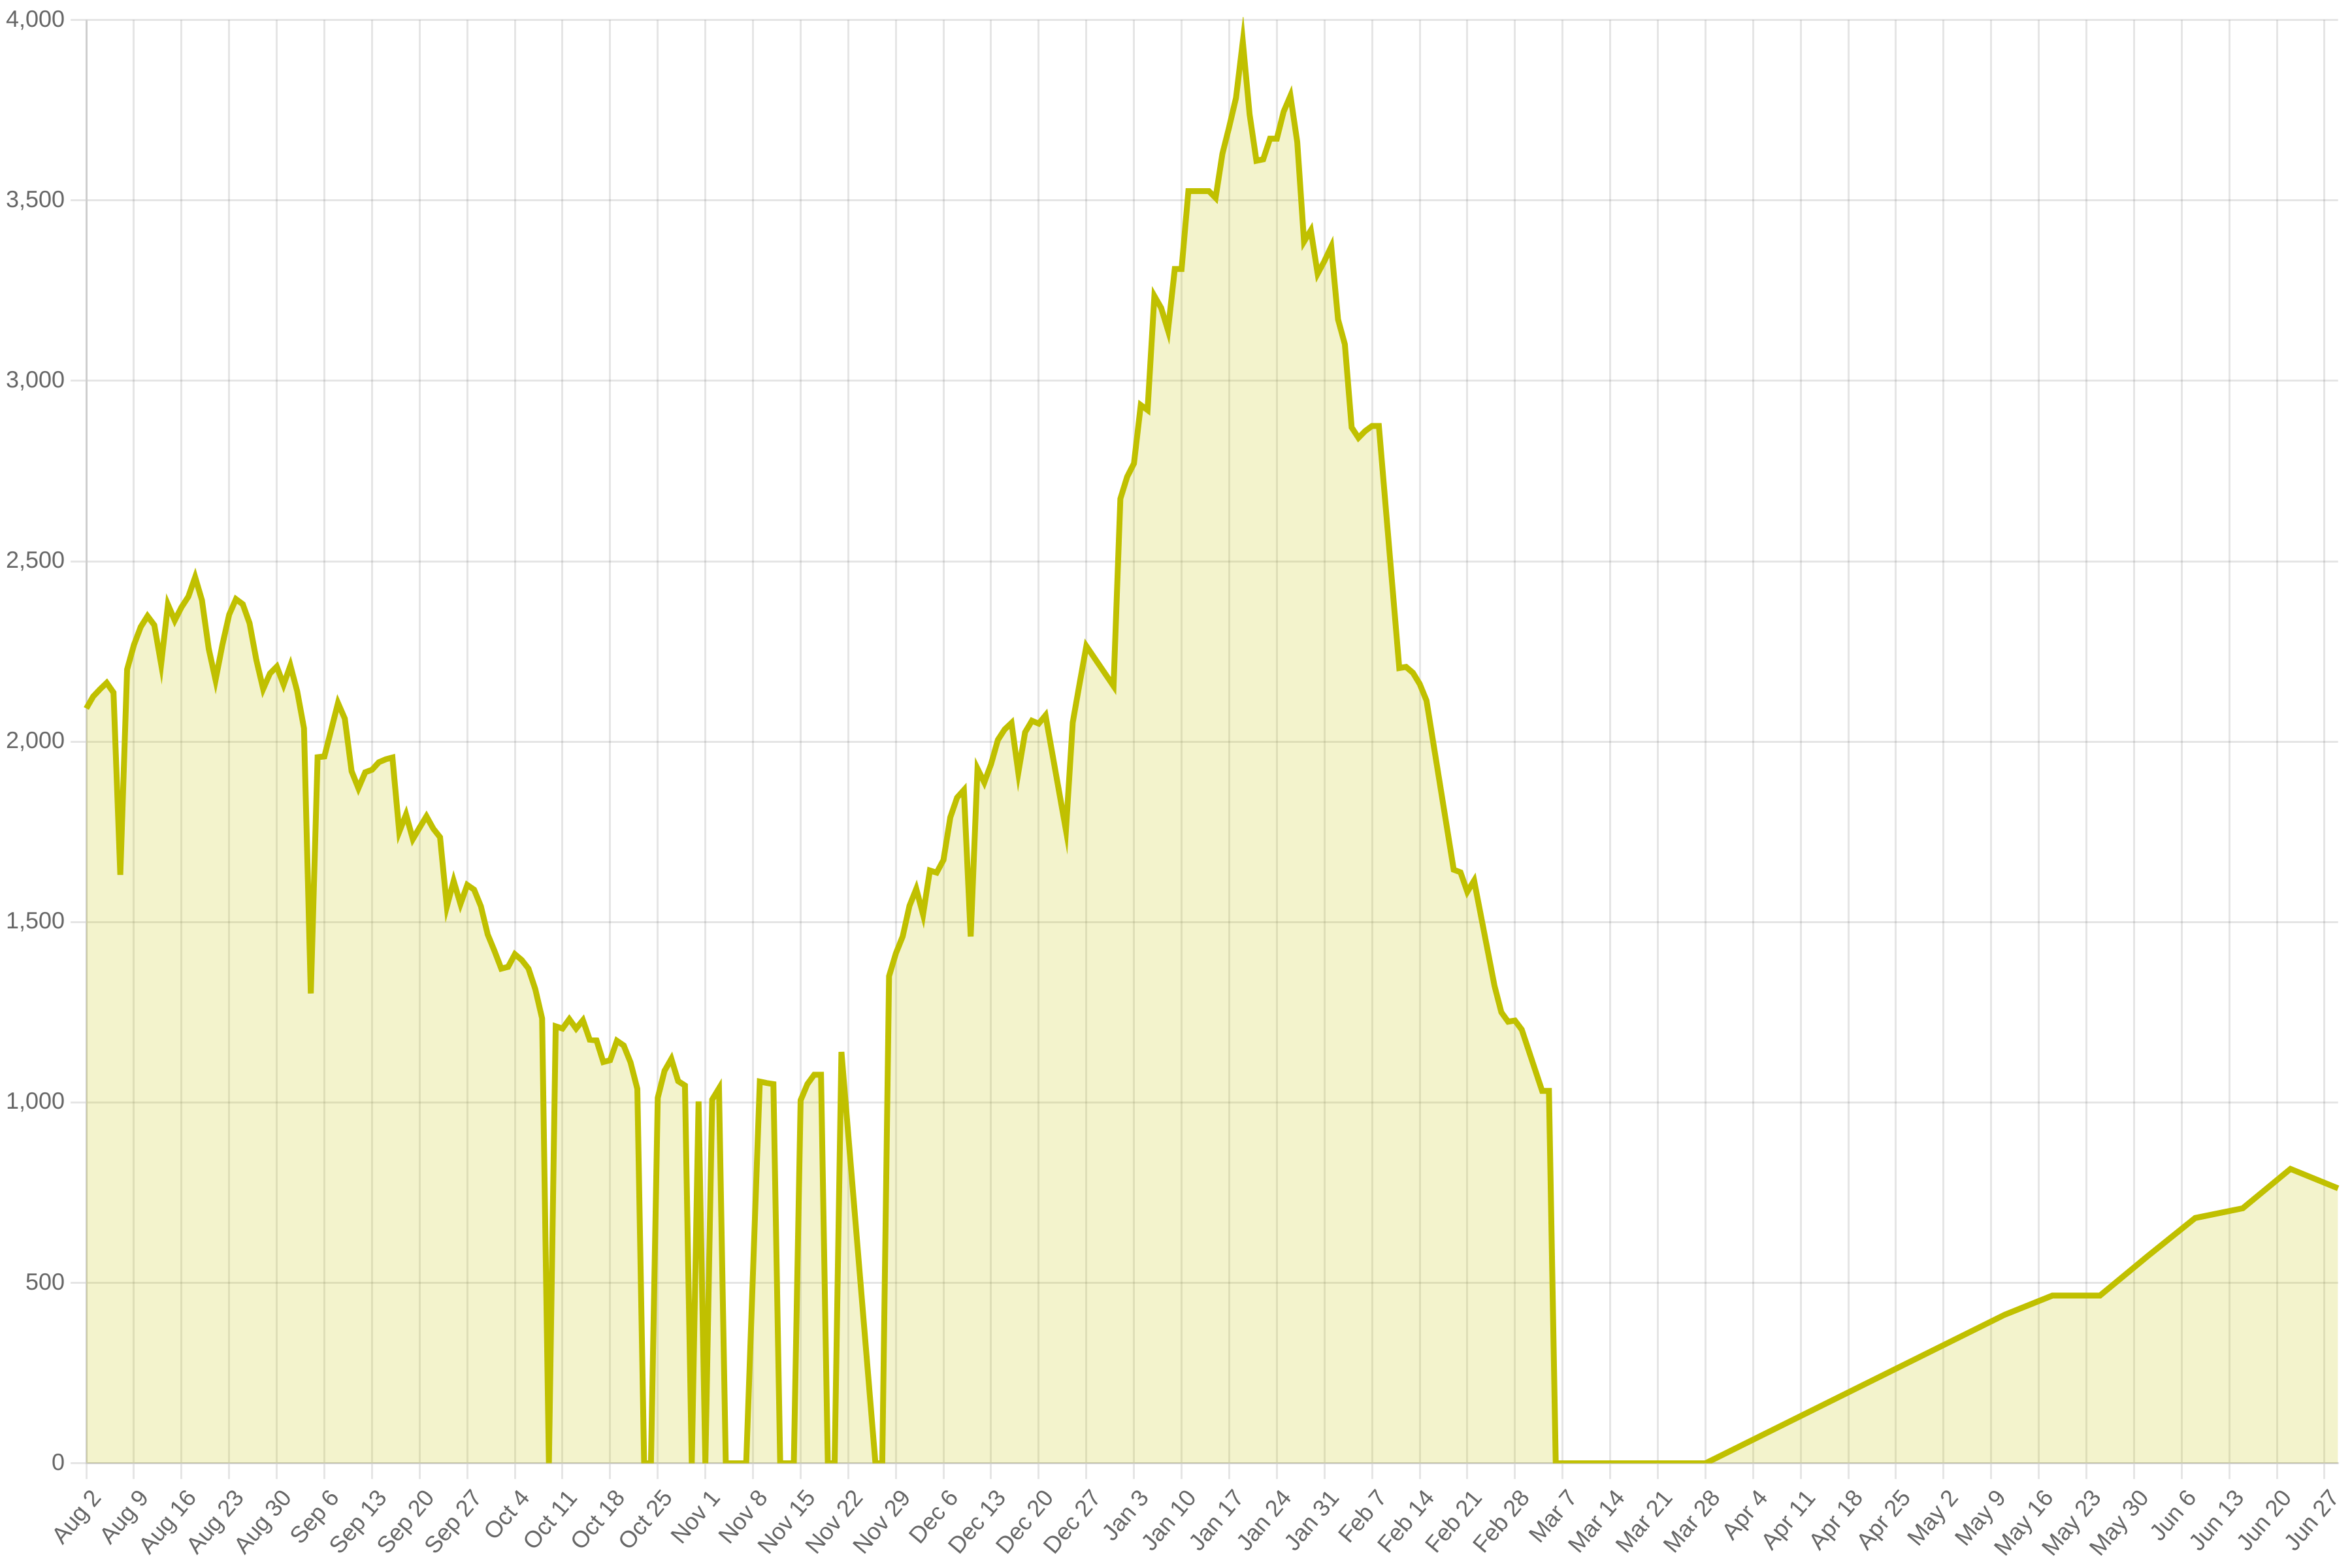 4,000
3,500
3,000
2,500
2,000
1,500
1,000
500
0
Aug 2
Aug 9
Aug 16
Aug 23
Aug 30
Sep 6
Sep 13
Sep 20
Sep 27
Oct 4
Oct 11
Oct 18
Oct 25
Nov 1
Nov 8
Nov 15
Nov 22
Nov 29
Dec 6
Dec 13
Dec 20
Dec 27
Jan 3
Jan 10
Jan 17
Jan 24
Jan 31
Feb 7
Feb 14
Feb 21
Feb 28
Mar 7
Mar 14
Mar 21
Mar 28
Apr 4
Apr 11
Apr 18
Apr 25
May 2
May 9
May 16
May 23
May 30
Jun 6
Jun 13
Jun 20
Jun 27